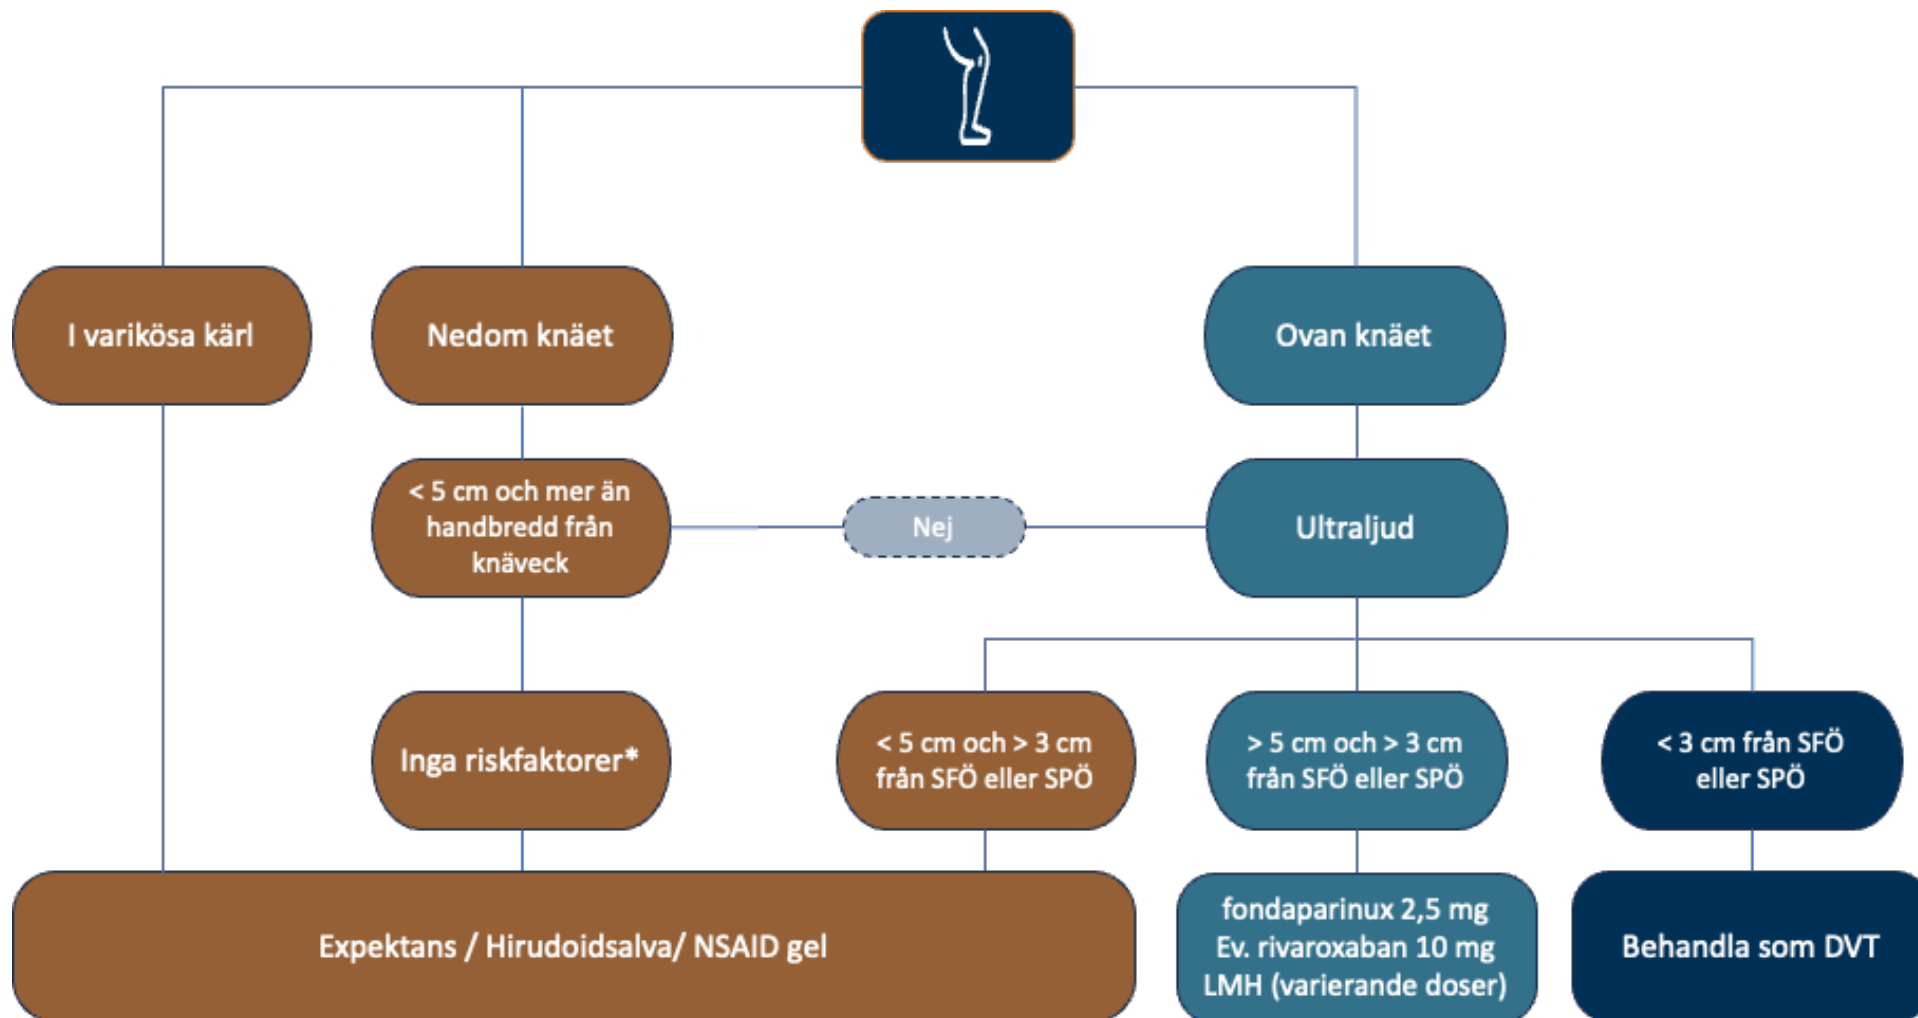 I varikösa kärl
Nedom knäet
Ovan knäet
< 5 cm och mer än
handbredd från
knäveck
Nej
Ultraljud
Inga riskfaktorer*
< 5 cm och > 3 cm
från SFÖ eller SPÖ
> 5 cm och > 3 cm
från SFÖ eller SPÖ
< 3 cm från SFÖ
eller SPÖ
Expektans / Hirudoidsalva/ NSAID gel
fondaparinux 2,5 mg
Ev. rivaroxaban 10 mg
LMH (varierande doser)
Behandla som DVT